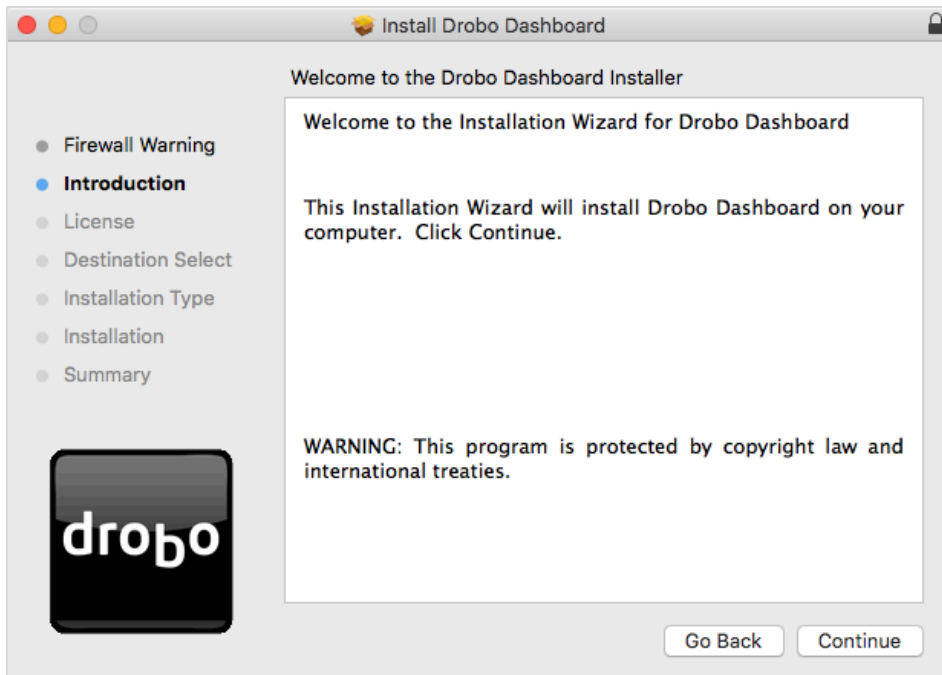 Install Drobo Dashboard
Welcome to the Drobo Dashboard Installer
Firewall Warning
Introduction
License
Destination Select
Installation Type
Installation
Summary
Welcome to the Installation Wizard for Drobo Dashboard
This Installation Wizard will install Drobo Dashboard on your
computer.  Click Continue.
WARNING: This program is protected by copyright law and
international treaties.
drobo
Go Back
Continue